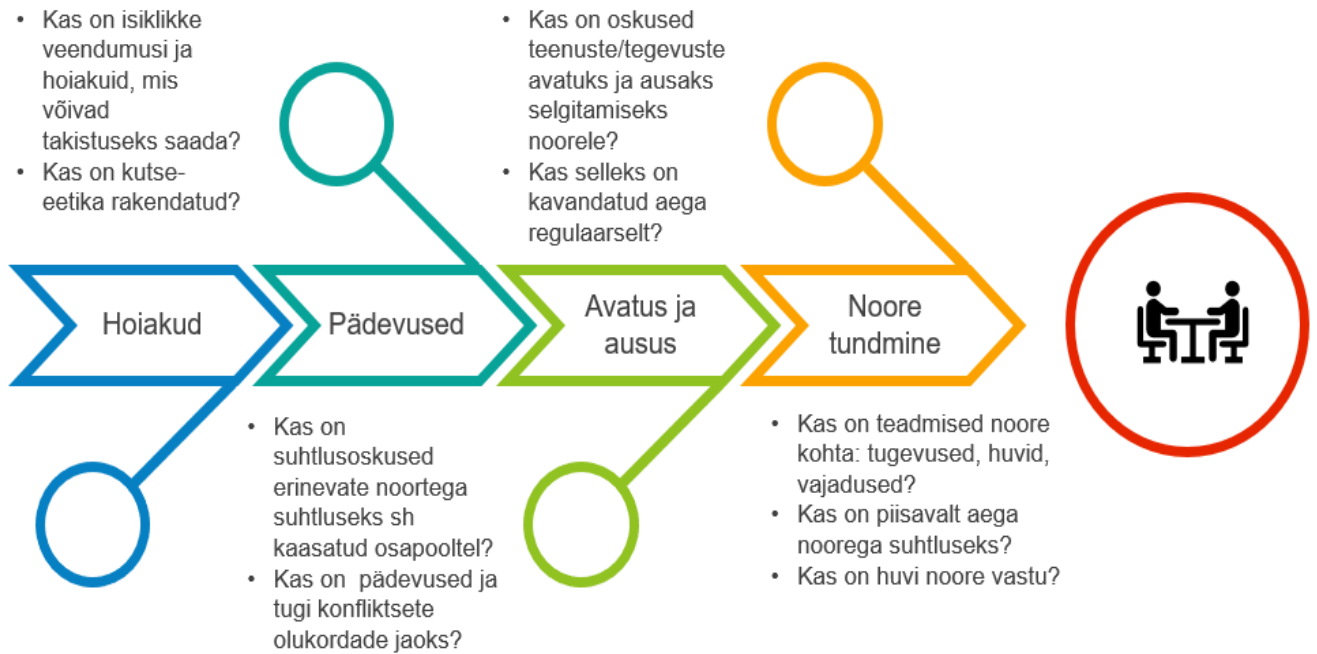 • Kas on isiklikke
veendumusi ja
hoiakuid, mis
võivad
takistuseks saada?
• Kas on kutse-
eetika rakendatud?
• Kas on oskused
teenuste/tegevuste
avatuks ja ausaks
selgitamiseks
noorele?
• Kas selleks on
kavandatud aega
regulaarselt?
Hoiakud
Pädevused
Avatus ja
ausus
Noore
tundmine
• Kas on
suhtlusoskused
erinevate noortega
suhtluseks sh
kaasatud osapooltel?
• Kas on pädevused ja
tugi konfliktsete
olukordade jaoks?
• Kas on teadmised noore
kohta: tugevused, huvid,
vajadused?
• Kas on piisavalt aega
noorega suhtluseks?
• Kas on huvi noore vastu?